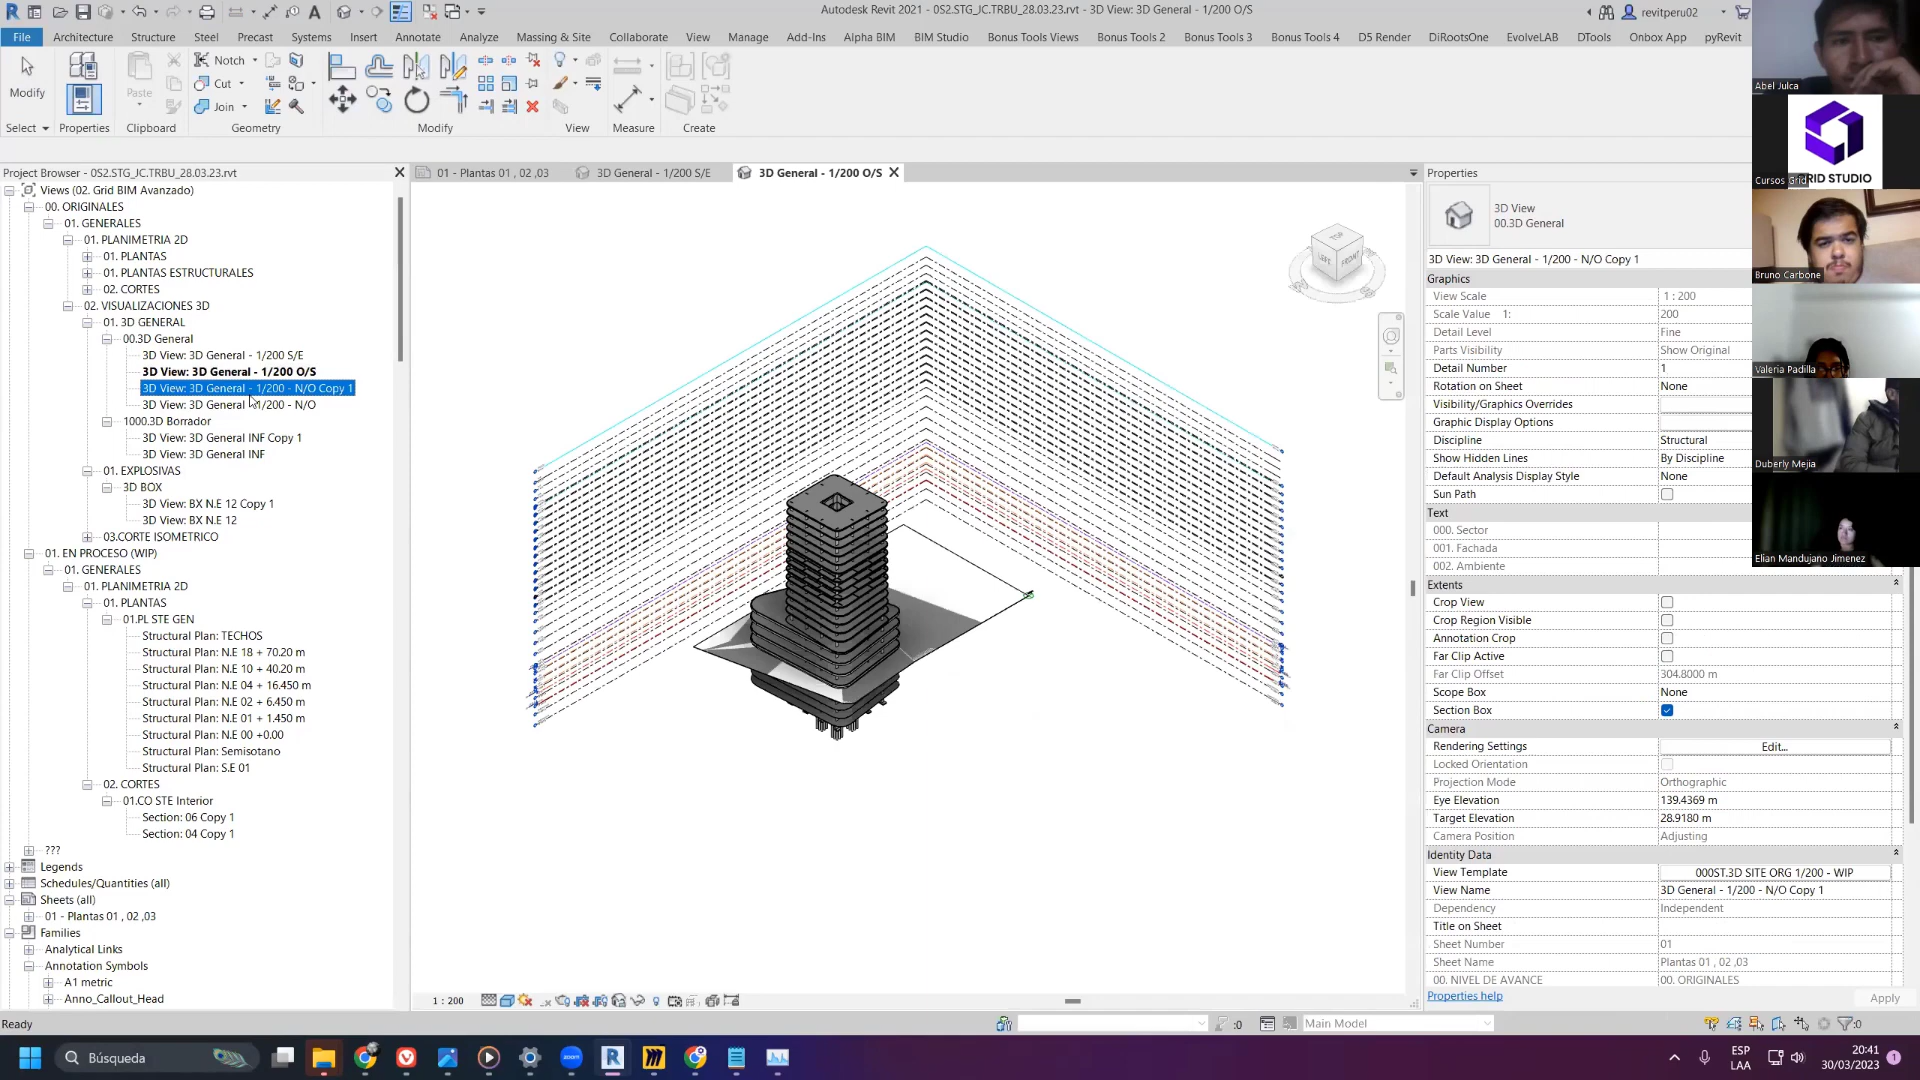 Autodesk Revit 2021 - 0S2.STG_JC.TRBU_28.03.23.rvt - 3D View: 3D General - 1/200 O/S
revitperu02
File Architecture Structure Steel Precast Systems Insert Annotate Analyze Massing & Site Collaborate View Manage Add-Ins Alpha BIM BIM Studio Bonus Tools Views Bonus Tools 2 Bonus Tools 3 Bonus Tools 4 D5 Render DiRootsOne EvolveLAB DTools Onbox App pyRevit
Notch
Cut
Join
Modify
Paste
Select Properties Clipboard Geometry Modify View Measure Create
Project Browser - 0S2.STG_JC.TRBU_28.03.23.rvt
Views (02. Grid BIM Avanzado)
00. ORIGINALES
01. GENERALES
01. PLANIMETRIA 2D
01. PLANTAS
01. PLANTAS ESTRUCTURALES
02. CORTES
02. VISUALIZACIONES 3D
01. 3D GENERAL
00.3D General
3D View: 3D General - 1/200 S/E
3D View: 3D General - 1/200 O/S
3D View: 3D General - 1/200 - N/O Copy 1
3D View: 3D General - 1/200 - N/O
1000.3D Borrador
3D View: 3D General INF Copy 1
3D View: 3D General INF
01. EXPLOSIVAS
3D BOX
3D View: BX N.E 12 Copy 1
3D View: BX N.E 12
03.CORTE ISOMETRICO
01. EN PROCESO (WIP)
01. GENERALES
01. PLANIMETRIA 2D
01. PLANTAS
01.PL STE GEN
Structural Plan: TECHOS
Structural Plan: N.E 18 + 70.20 m
Structural Plan: N.E 10 + 40.20 m
Structural Plan: N.E 04 + 16.450 m
Structural Plan: N.E 02 + 6.450 m
Structural Plan: N.E 01 + 1.450 m
Structural Plan: N.E 00 +0.00
Structural Plan: Semisotano
Structural Plan: S.E 01
02. CORTES
01.CO STE Interior
Section: 06 Copy 1
Section: 04 Copy 1
???
Legends
Schedules/Quantities (all)
Sheets (all)
01 - Plantas 01 , 02 ,03
Families
Analytical Links
Annotation Symbols
A1 metric
Anno_Callout_Head
01 - Plantas 01 , 02 ,03
3D General - 1/200 S/E
3D General - 1/200 O/S
TOP
LEFT
FRONT
1 : 200
Properties
3D View
00.3D General
3D View: 3D General - 1/200 - N/O Copy 1
Graphics
View Scale 1 : 200
Scale Value 1: 200
Detail Level Fine
Parts Visibility Show Original
Detail Number 1
Rotation on Sheet None
Visibility/Graphics Overrides
Graphic Display Options
Discipline Structural
Show Hidden Lines By Discipline
Default Analysis Display Style None
Sun Path
Text
000. Sector
001. Fachada
002. Ambiente
Extents
Crop View
Crop Region Visible
Annotation Crop
Far Clip Active
Far Clip Offset 304.8000 m
Scope Box None
Section Box
Camera
Rendering Settings Edit...
Locked Orientation
Projection Mode Orthographic
Eye Elevation 139.4369 m
Target Elevation 28.9180 m
Camera Position Adjusting
Identity Data
View Template 000ST.3D SITE ORG 1/200 - WIP
View Name 3D General - 1/200 - N/O Copy 1
Dependency Independent
Title on Sheet
Sheet Number 01
Sheet Name Plantas 01 , 02 ,03
00. NIVEL DE AVANCE 00. ORIGINALES
Properties help
Apply
Abel Julca
GRID STUDIO
Cursos Grid
Bruno Carbone
Valeria Padilla
Duberly Mejia
Elian Mandujano Jimenez
Ready
:0
Main Model
:0
Búsqueda
ESP
LAA
20:41
30/03/2023
1